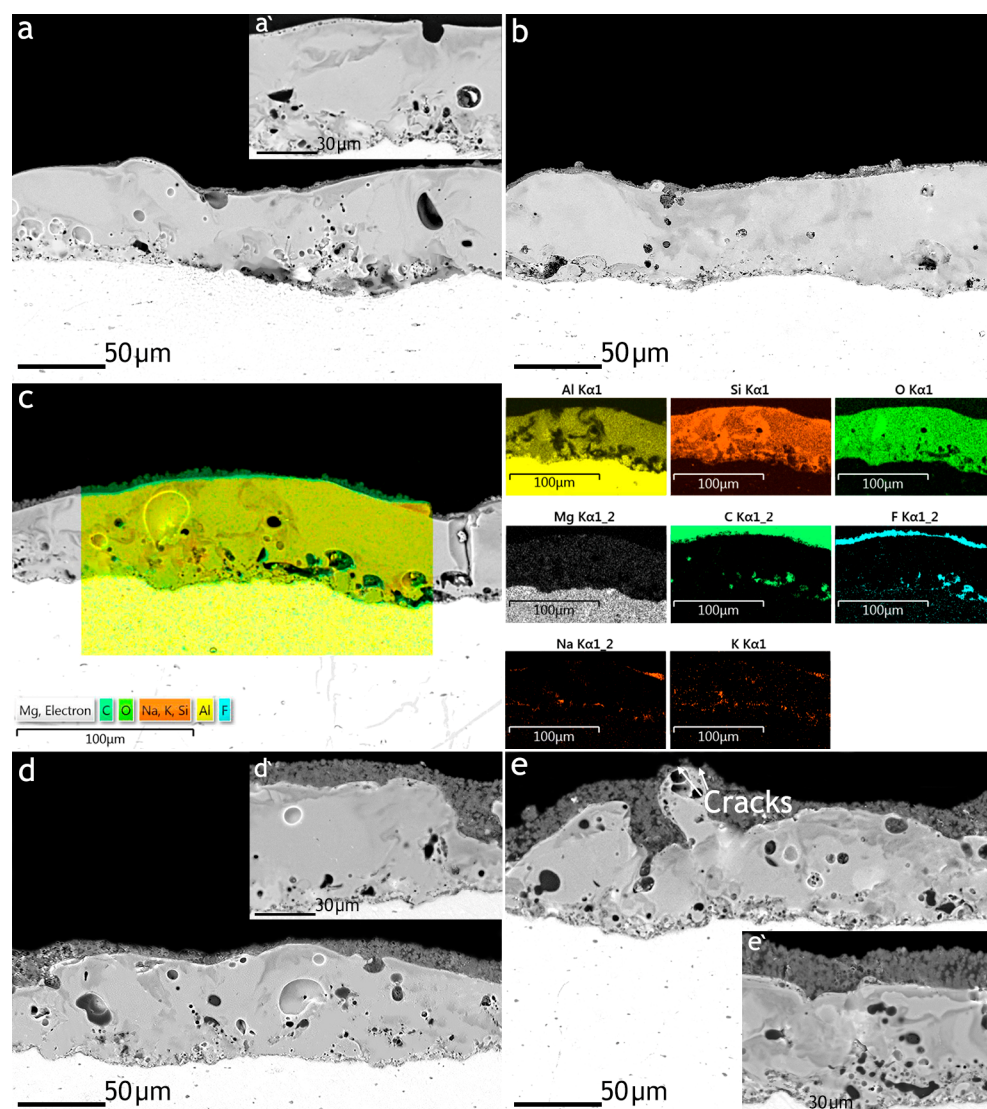 a
a`
30µm
50µm
b
50µm
c
Mg, Electron C O Na, K, Si Al F
100µm
Al Kα1
100µm
Si Kα1
100µm
O Kα1
100µm
Mg Kα1_2
100µm
C Kα1_2
100µm
F Kα1_2
100µm
Na Kα1_2
100µm
K Kα1
100µm
d
d`
30µm
50µm
e
Cracks
50µm
e`
30µm